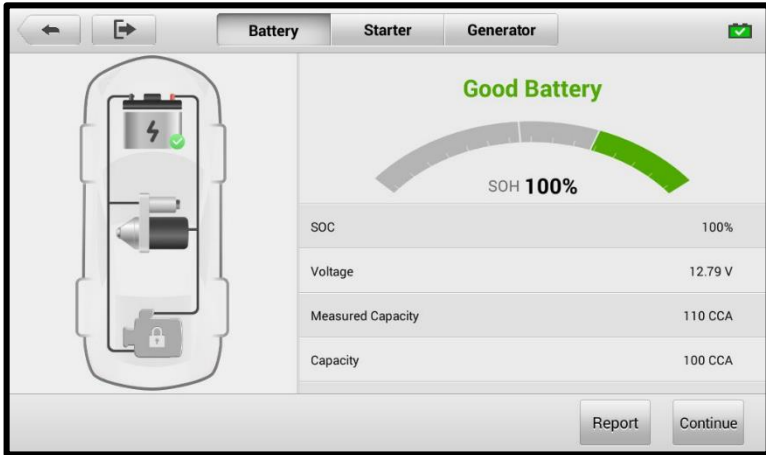 Battery Starter Generator
Good Battery
SOH 100%
SOC 100%
Voltage 12.79 V
Measured Capacity 110 CCA
Capacity 100 CCA
Report Continue